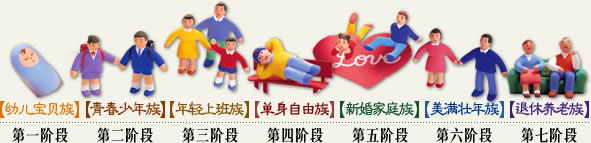 Love
【幼儿宝贝族】【青春少年族】【年轻上班族】【单身自由族】【新婚家庭族】【美满壮年族】【退休养老族】
第一阶段 第二阶段 第三阶段 第四阶段 第五阶段 第六阶段 第七阶段